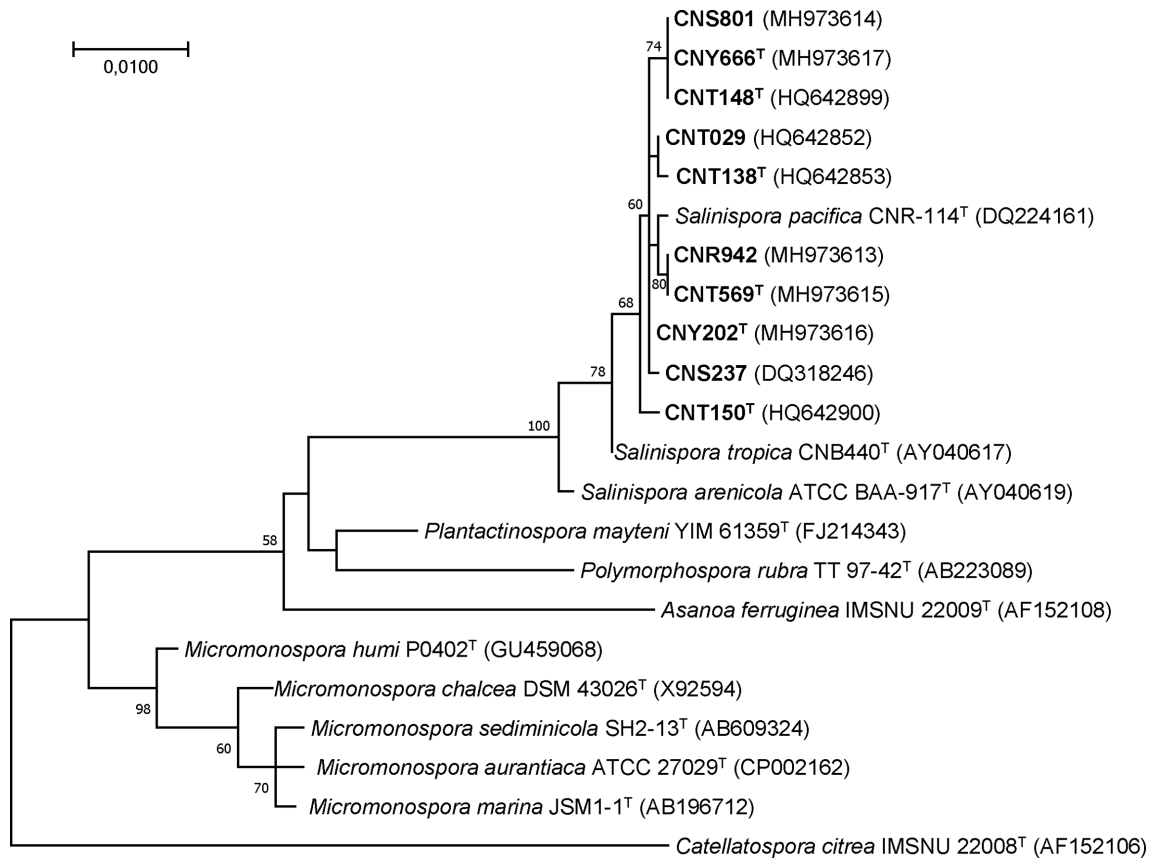 CNS801 (MH973614)
74
CNY666ᵀ (MH973617)
0,0100
CNT148ᵀ (HQ642899)
CNT029 (HQ642852)
CNT138ᵀ (HQ642853)
60
Salinispora pacifica CNR-114ᵀ (DQ224161)
CNR942 (MH973613)
80
CNT569ᵀ (MH973615)
68
CNY202ᵀ (MH973616)
78
CNS237 (DQ318246)
CNT150ᵀ (HQ642900)
100
Salinispora tropica CNB440ᵀ (AY040617)
Salinispora arenicola ATCC BAA-917ᵀ (AY040619)
Plantactinospora mayteni YIM 61359ᵀ (FJ214343)
58
Polymorphospora rubra TT 97-42ᵀ (AB223089)
Asanoa ferruginea IMSNU 22009ᵀ (AF152108)
Micromonospora humi P0402ᵀ (GU459068)
Micromonospora chalcea DSM 43026ᵀ (X92594)
98
Micromonospora sediminicola SH2-13ᵀ (AB609324)
60
Micromonospora aurantiaca ATCC 27029ᵀ (CP002162)
70
Micromonospora marina JSM1-1ᵀ (AB196712)
Catellatospora citrea IMSNU 22008ᵀ (AF152106)